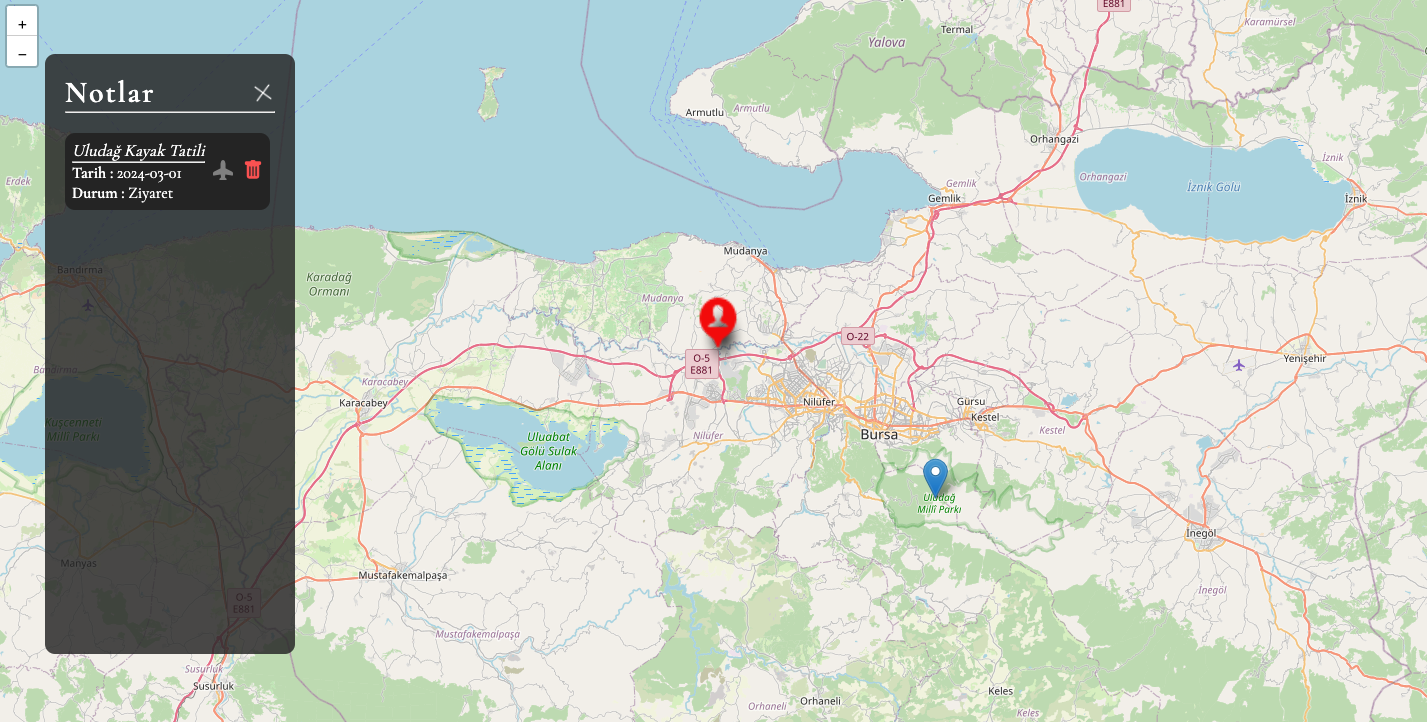 +
−
Notlar
Uludağ Kayak Tatili
Tarih : 2024-03-01
Durum : Ziyaret
E881
Karamürsel
Termal
Yalova
Armutlu
Armutlu
Orhangazi
İznik
Orhangazi
İznik Gölü
İznik
Erdek
Gemlik
Gemlik
Mudanya
Bandırma
Karadağ
Ormanı
Mudanya
O-22
O-5
E881
Yenişehir
Bandırma
Karacabey
Karacabey
Nilüfer
Gürsu
Kestel
Kuşcenneti
Milli Parkı
Nilüfer
Bursa
Kestel
Uluabat
Gölü Sulak
Alanı
Uludağ
Millî Parkı
İnegöl
Manyas
Mustafakemalpaşa
İnegöl
O-5
E881
Mustafakemalpaşa
Susurluk
Susurluk
Keles
Orhaneli
Orhaneli
Keles